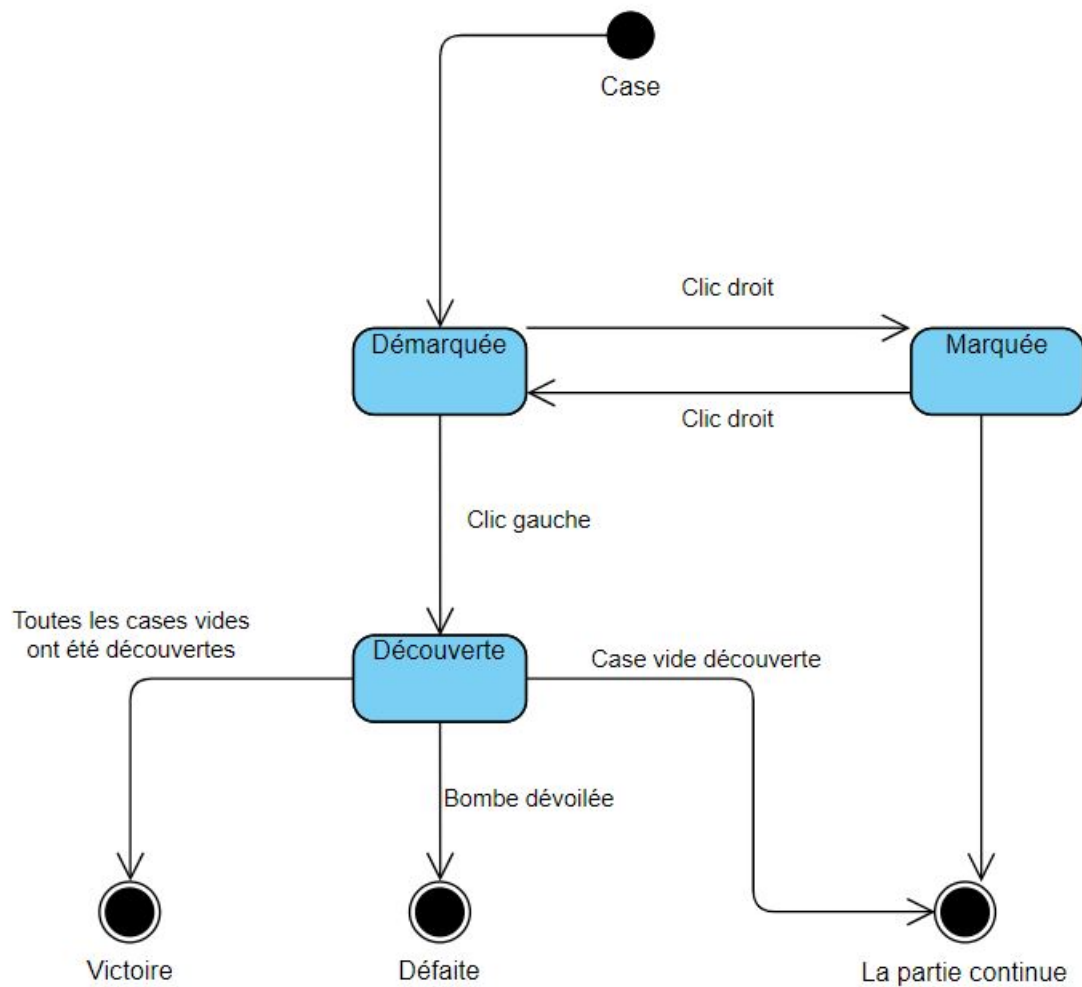 Case
Clic droit
Démarquée
Marquée
Clic droit
Clic gauche
Toutes les cases vides
ont été découvertes
Découverte
Case vide découverte
Bombe dévoilée
Victoire
Défaite
La partie continue